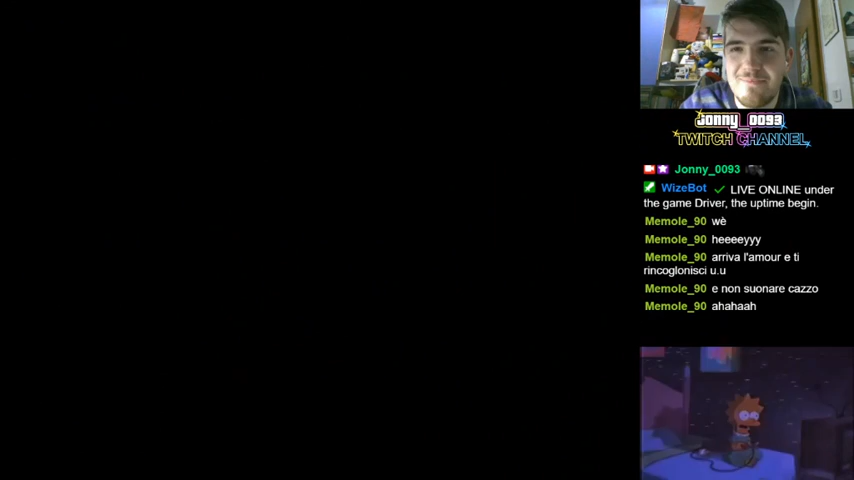 Jonny_0093
TWITCH CHANNEL
Jonny_0093
WizeBot LIVE ONLINE under
the game Driver, the uptime begin.
Memole_90 wè
Memole_90 heeeeyyy
Memole_90 arriva l'amour e ti
rincoglonisci u.u
Memole_90 e non suonare cazzo
Memole_90 ahahaah